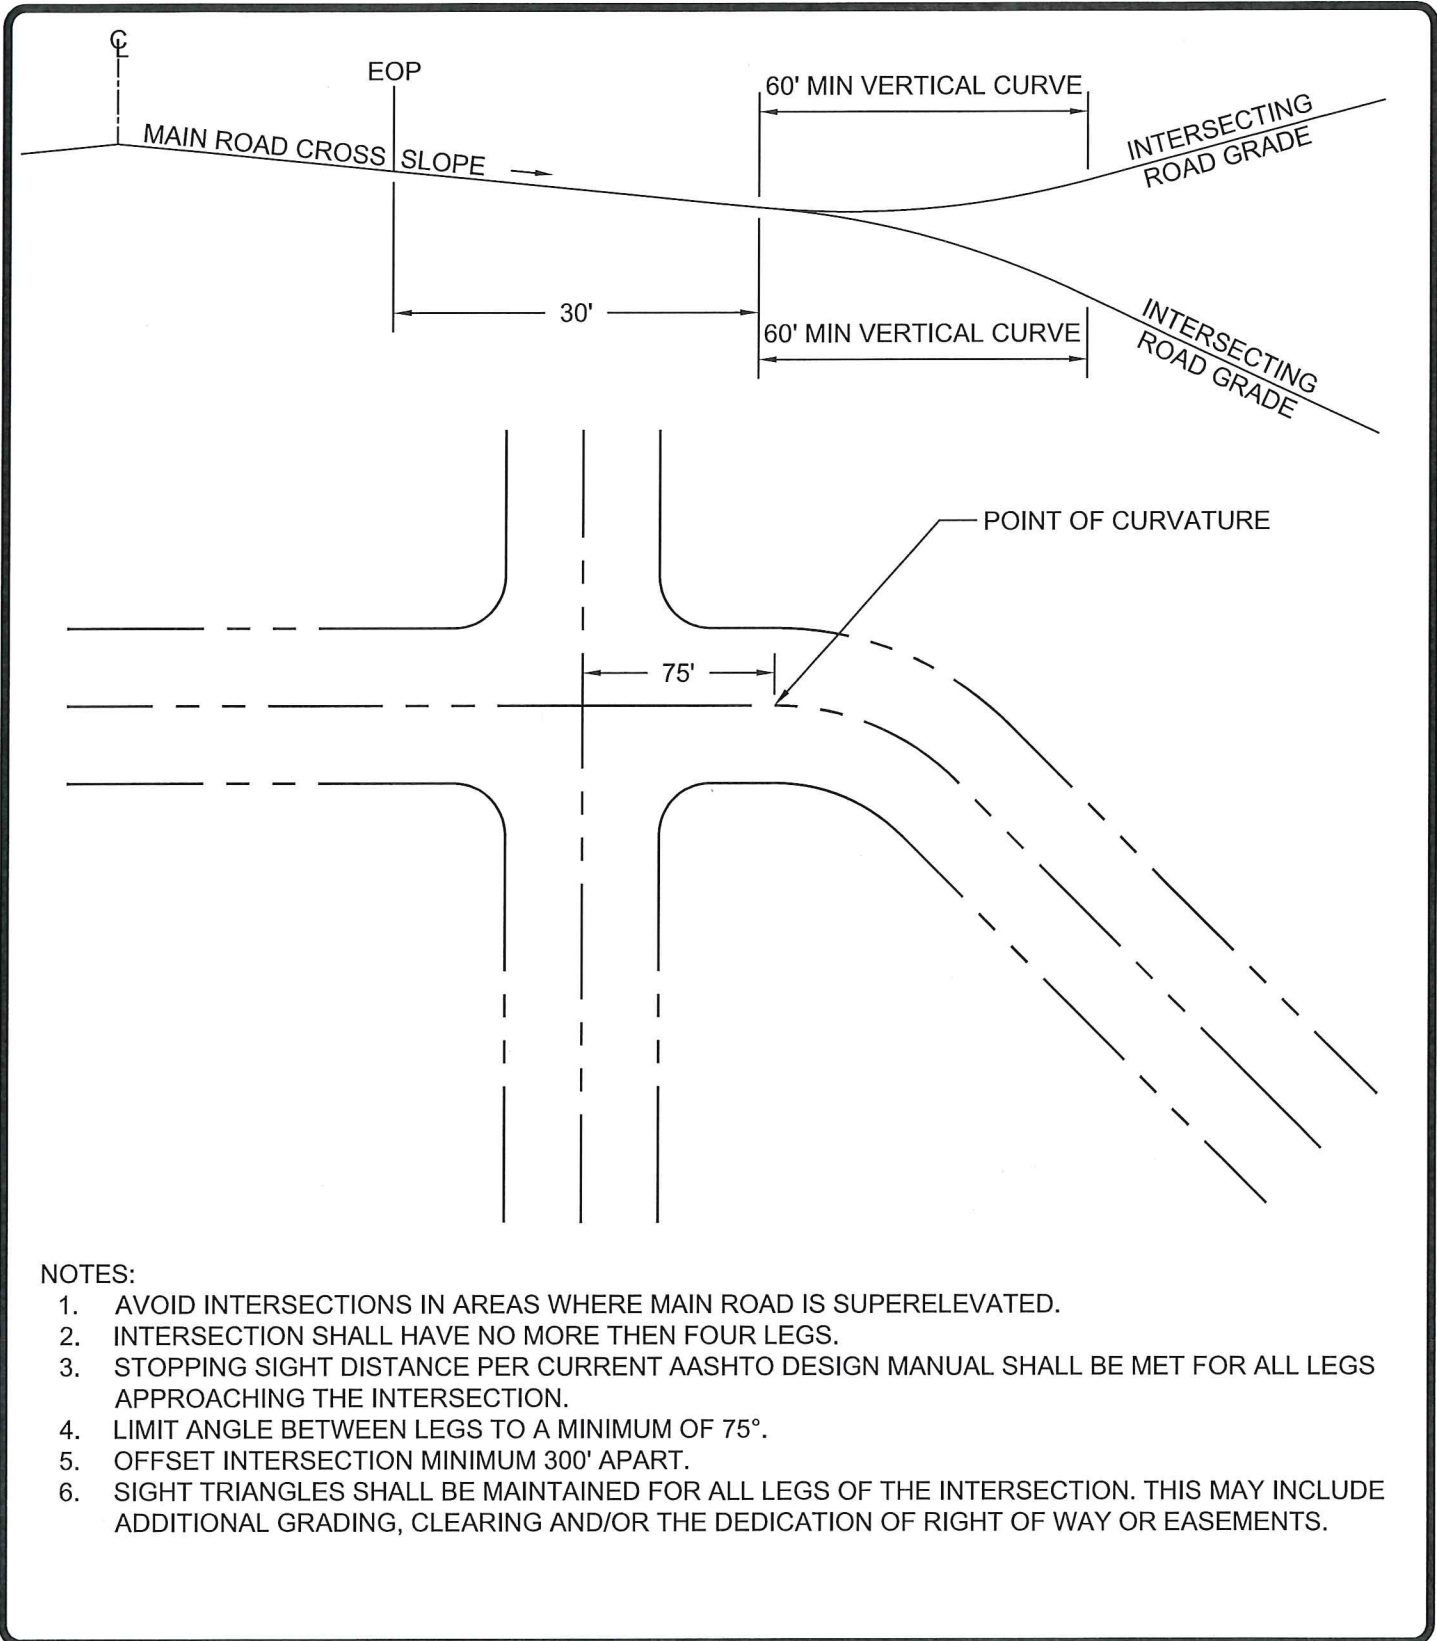 ℄
EOP
60' MIN VERTICAL CURVE
MAIN ROAD CROSS SLOPE
INTERSECTING
ROAD GRADE
30'
60' MIN VERTICAL CURVE
INTERSECTING
ROAD GRADE
POINT OF CURVATURE
75'
NOTES:
1. AVOID INTERSECTIONS IN AREAS WHERE MAIN ROAD IS SUPERELEVATED.
2. INTERSECTION SHALL HAVE NO MORE THEN FOUR LEGS.
3. STOPPING SIGHT DISTANCE PER CURRENT AASHTO DESIGN MANUAL SHALL BE MET FOR ALL LEGS
APPROACHING THE INTERSECTION.
4. LIMIT ANGLE BETWEEN LEGS TO A MINIMUM OF 75°.
5. OFFSET INTERSECTION MINIMUM 300' APART.
6. SIGHT TRIANGLES SHALL BE MAINTAINED FOR ALL LEGS OF THE INTERSECTION. THIS MAY INCLUDE
ADDITIONAL GRADING, CLEARING AND/OR THE DEDICATION OF RIGHT OF WAY OR EASEMENTS.